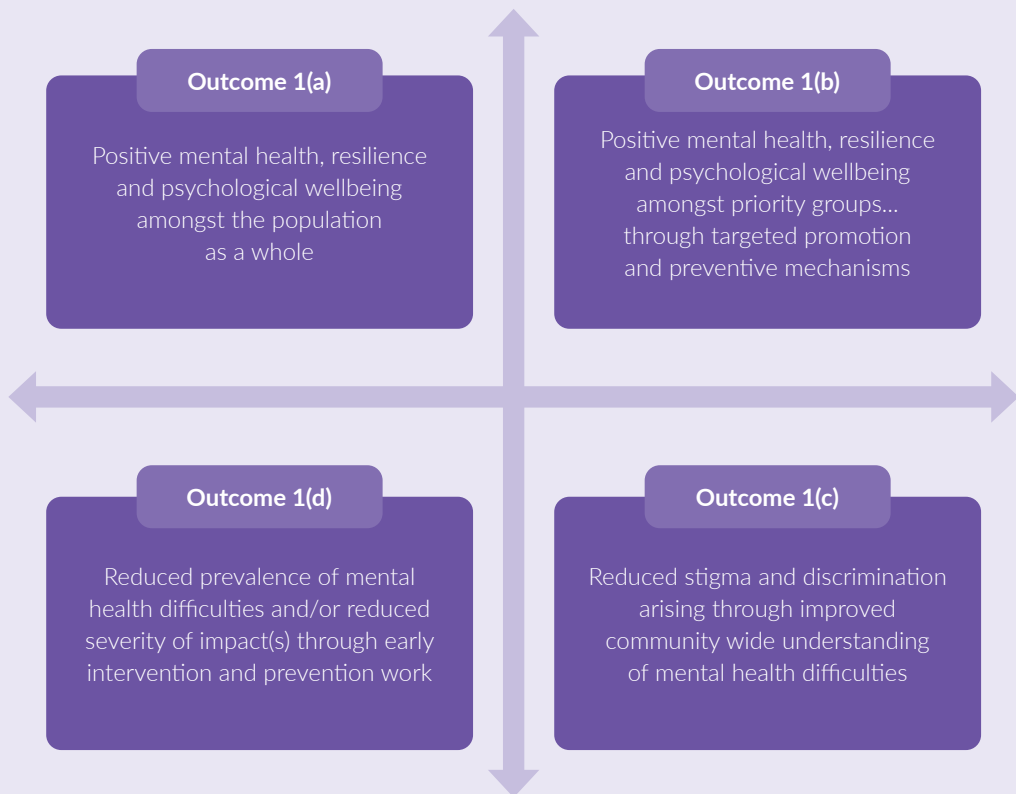 Outcome 1(a)
Positive mental health, resilience
and psychological wellbeing
amongst the population
as a whole
Outcome 1(b)
Positive mental health, resilience
and psychological wellbeing
amongst priority groups...
through targeted promotion
and preventive mechanisms
Outcome 1(d)
Reduced prevalence of mental
health difficulties and/or reduced
severity of impact(s) through early
intervention and prevention work
Outcome 1(c)
Reduced stigma and discrimination
arising through improved
community wide understanding
of mental health difficulties